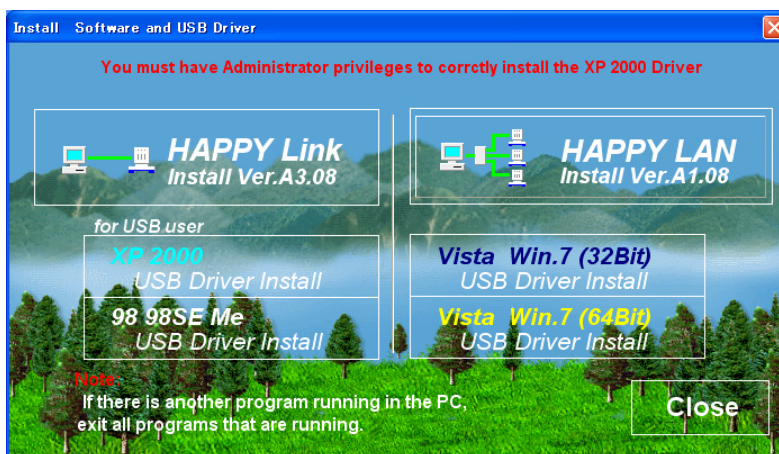 Install Software and USB Driver
You must have Administrator privileges to corrctly install the XP 2000 Driver
HAPPY Link
Install Ver.A3.08
HAPPY LAN
Install Ver.A1.08
for USB user
XP 2000
USB Driver Install
98 98SE Me
USB Driver Install
Vista Win.7 (32Bit)
USB Driver Install
Vista Win.7 (64Bit)
USB Driver Install
Note:
If there is another program running in the PC,
exit all programs that are running.
Close